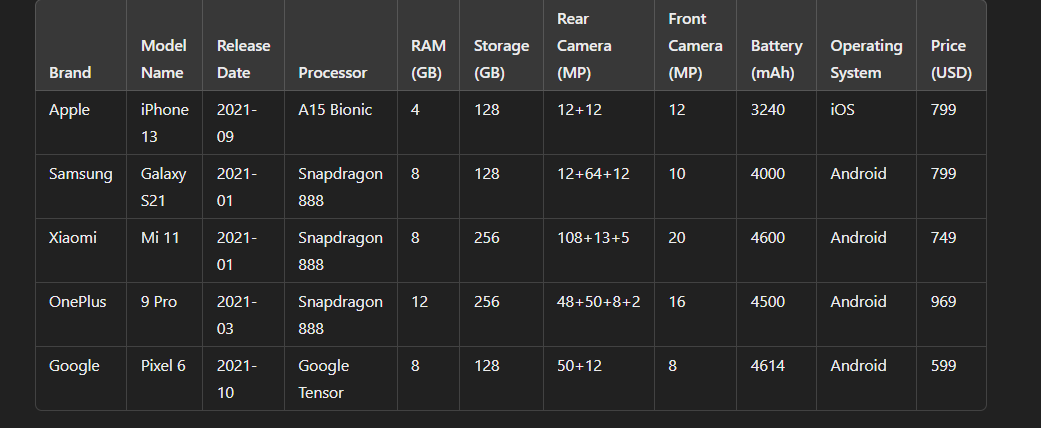 Brand Model Name Release Date Processor RAM (GB) Storage (GB) Rear Camera (MP) Front Camera (MP) Battery (mAh) Operating System Price (USD)
Apple iPhone 13 2021-09 A15 Bionic 4 128 12+12 12 3240 iOS 799
Samsung Galaxy S21 2021-01 Snapdragon 888 8 128 12+64+12 10 4000 Android 799
Xiaomi Mi 11 2021-01 Snapdragon 888 8 256 108+13+5 20 4600 Android 749
OnePlus 9 Pro 2021-03 Snapdragon 888 12 256 48+50+8+2 16 4500 Android 969
Google Pixel 6 2021-10 Google Tensor 8 128 50+12 8 4614 Android 599